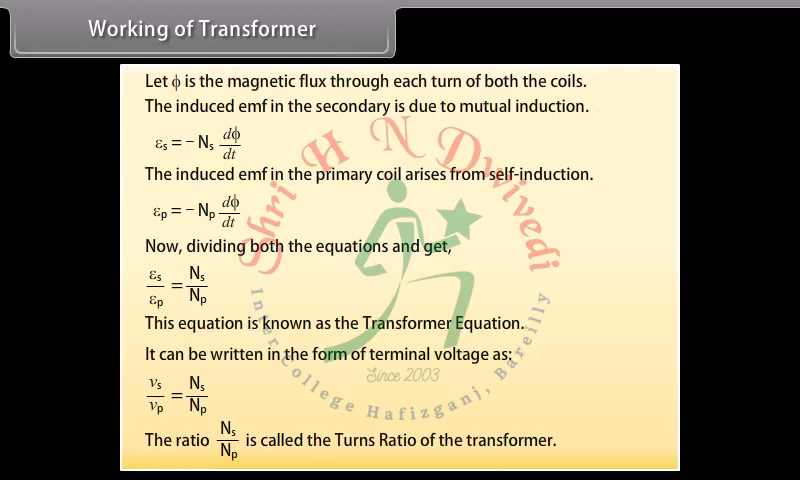 Working of Transformer
Let ϕ is the magnetic flux through each turn of both the coils.
The induced emf in the secondary is due to mutual induction.
εs = − Ns dϕ/dt
The induced emf in the primary coil arises from self-induction.
εp = − Np dϕ/dt
Now, dividing both the equations and get,
εs/εp = Ns/Np
This equation is known as the Transformer Equation.
It can be written in the form of terminal voltage as:
vs/vp = Ns/Np
The ratio Ns/Np is called the Turns Ratio of the transformer.
Shri H N Dwivedi
Inter College Hafizganj, Bareilly
Since 2003